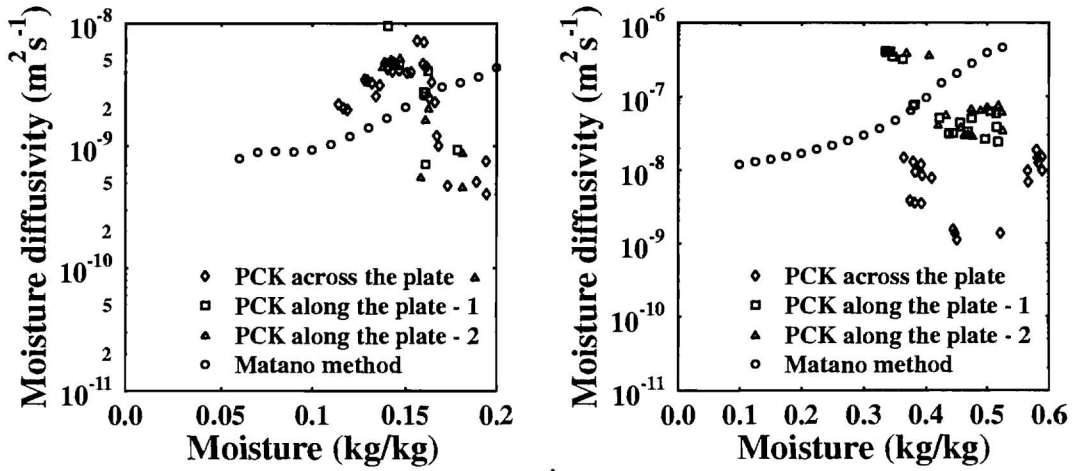 Moisture diffusivity (m² s⁻¹)
10⁻⁸
5
2
10⁻⁹
5
2
10⁻¹⁰
5
2
10⁻¹¹
PCK across the plate
PCK along the plate - 1
PCK along the plate - 2
Matano method
0.0 0.05 0.1 0.15 0.2
Moisture (kg/kg)
Moisture diffusivity (m² s⁻¹)
10⁻⁶
10⁻⁷
10⁻⁸
10⁻⁹
10⁻¹⁰
10⁻¹¹
PCK across the plate
PCK along the plate - 1
PCK along the plate - 2
Matano method
0.0 0.1 0.2 0.3 0.4 0.5 0.6
Moisture (kg/kg)